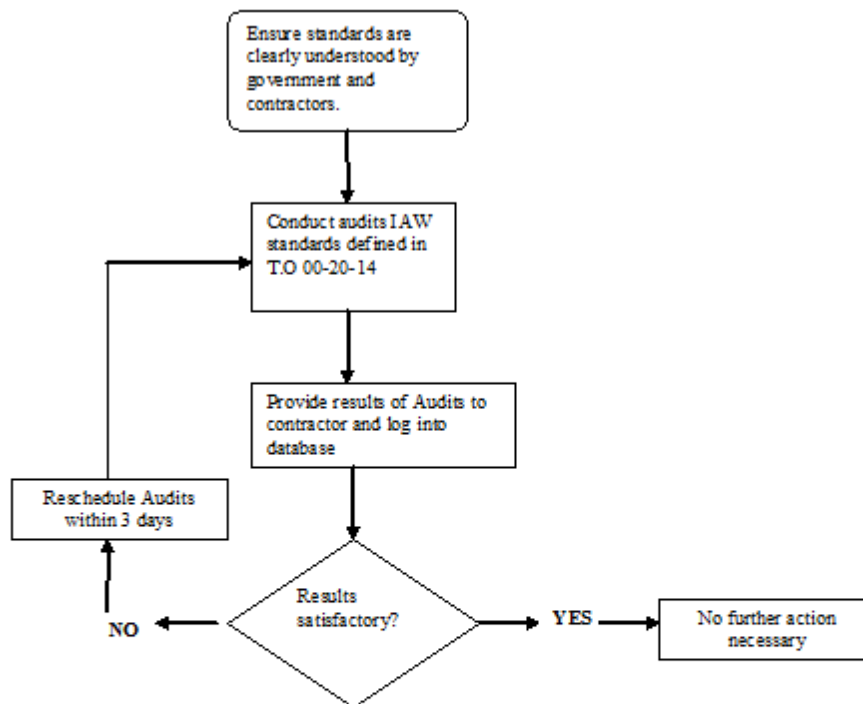 Ensure standards are
clearly understood by
government and
contractors.
Conduct audits IAW
standards defined in
T.O 00-20-14
Provide results of Audits to
contractor and log into
database
Reschedule Audits
within 3 days
Results
satisfactory?
NO
YES
No further action
necessary